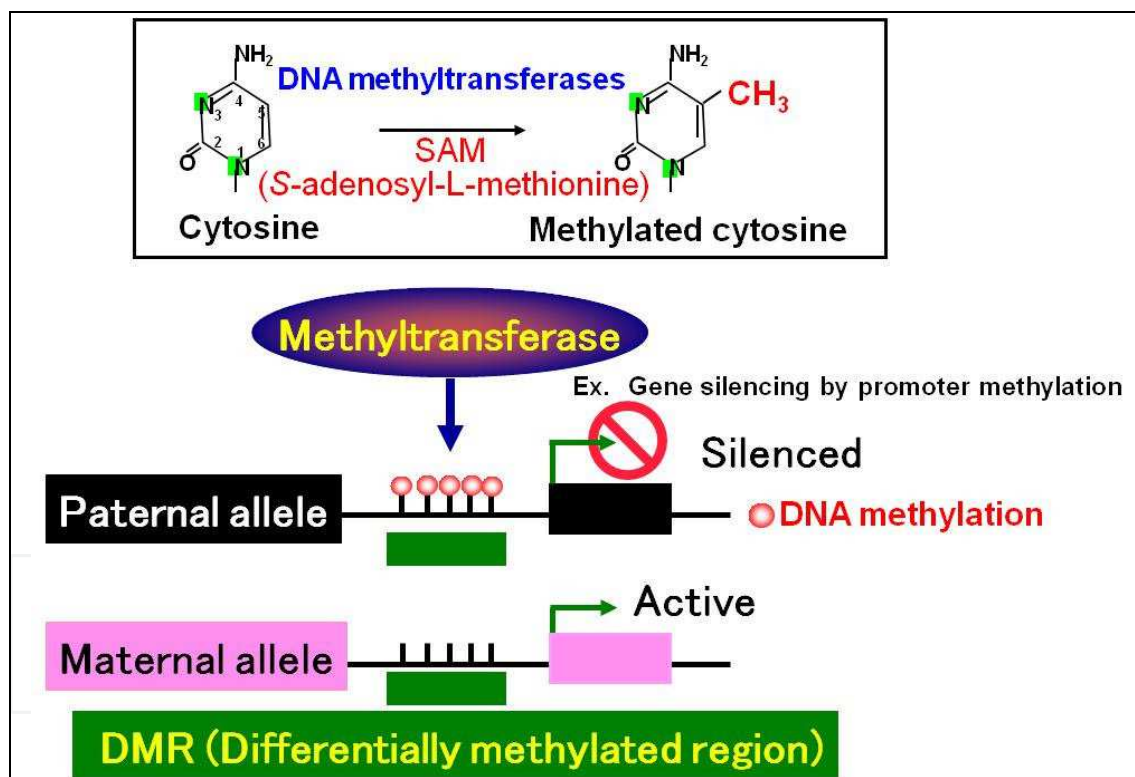 NH2
DNA methyltransferases
NH2
CH3
N
3
4
5
N
2
1
6
O
N
SAM
O
N
(S-adenosyl-L-methionine)
Cytosine
Methylated cytosine
Methyltransferase
Ex. Gene silencing by promoter methylation
Silenced
Paternal allele
DNA methylation
Active
Maternal allele
DMR (Differentially methylated region)